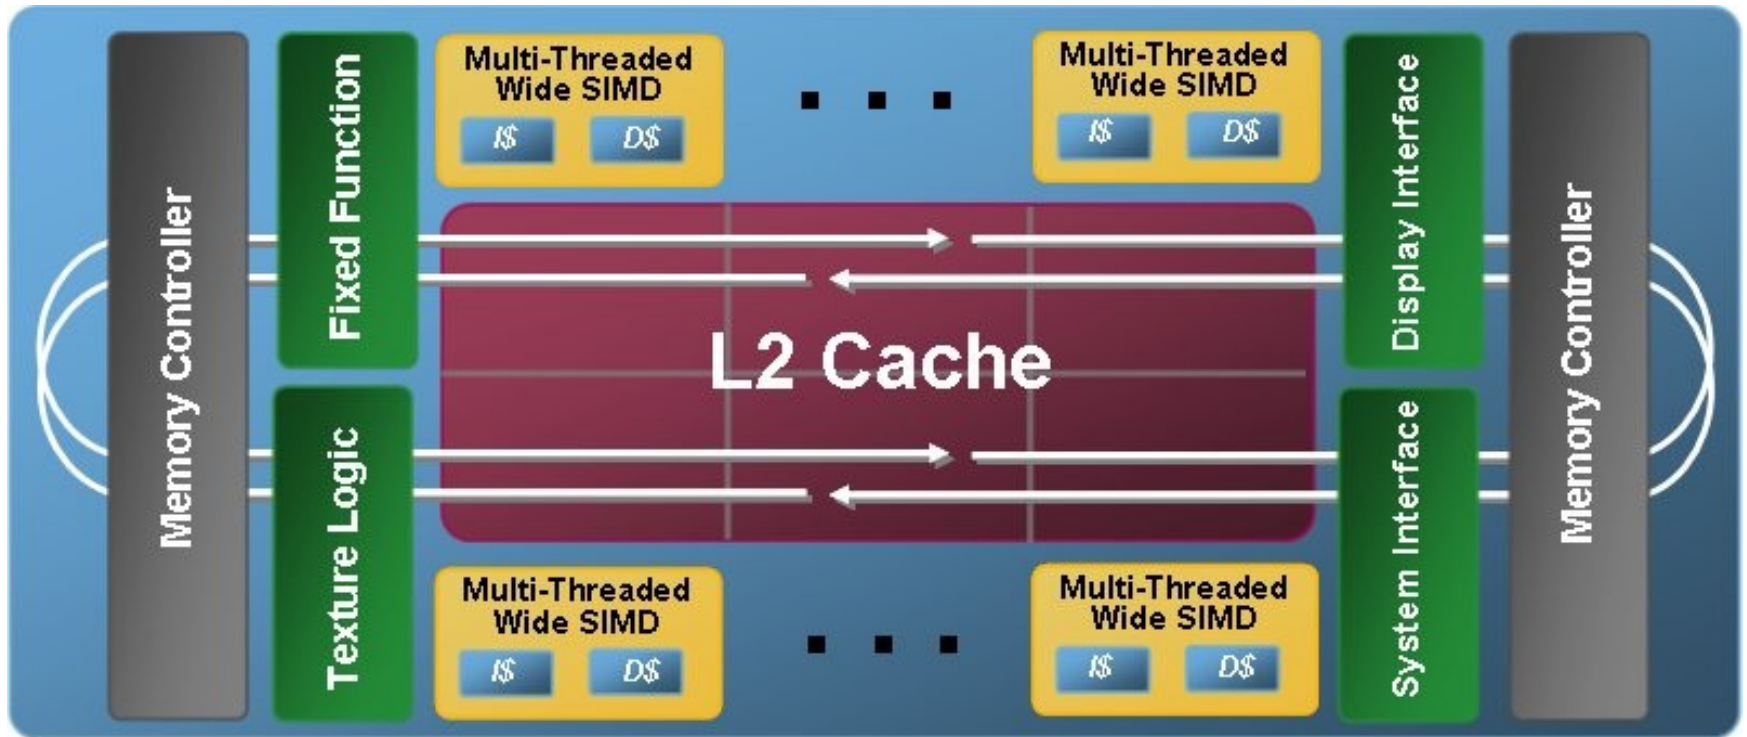 Memory Controller
Fixed Function
Texture Logic
Multi-Threaded
Wide SIMD
I$ D$
Multi-Threaded
Wide SIMD
I$ D$
L2 Cache
Multi-Threaded
Wide SIMD
I$ D$
Multi-Threaded
Wide SIMD
I$ D$
Display Interface
System Interface
Memory Controller